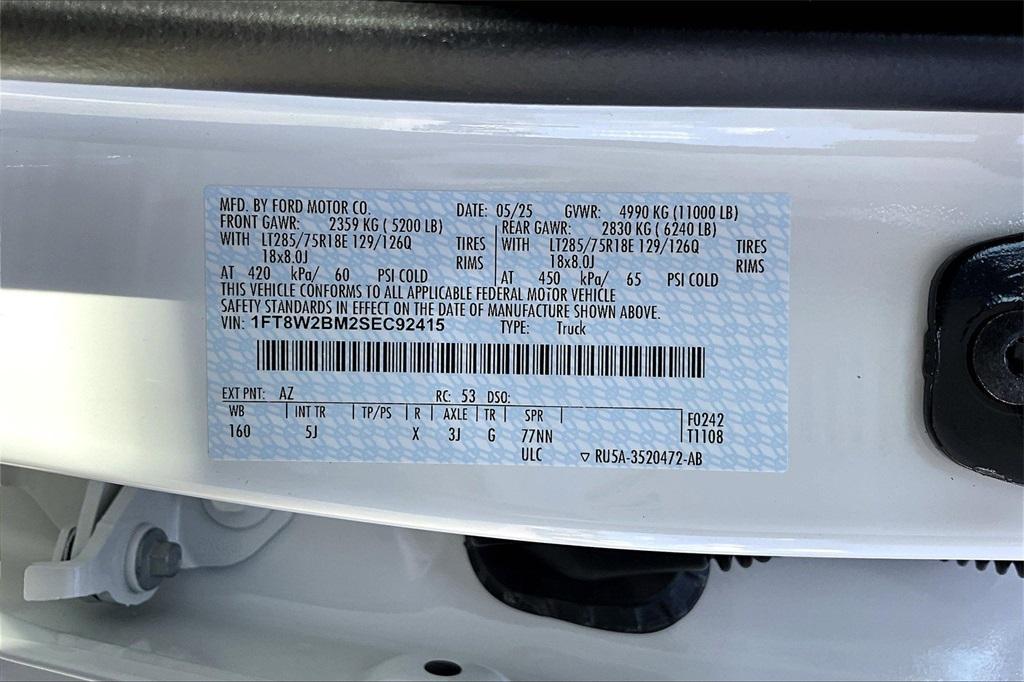 MFD. BY FORD MOTOR CO. DATE: 05/25 GVWR: 4990 KG (11000 LB)
FRONT GAWR: 2359 KG ( 5200 LB) REAR GAWR: 2830 KG ( 6240 LB)
WITH LT285/75R18E 129/126Q TIRES WITH LT285/75R18E 129/126Q TIRES
18x8.0J RIMS 18x8.0J RIMS
AT 420 kPa/ 60 PSI COLD AT 450 kPa/ 65 PSI COLD
THIS VEHICLE CONFORMS TO ALL APPLICABLE FEDERAL MOTOR VEHICLE
SAFETY STANDARDS IN EFFECT ON THE DATE OF MANUFACTURE SHOWN ABOVE.
VIN: 1FT8W2BM2SEC92415 TYPE: Truck
EXT PNT: AZ RC: 53 DSO:
WB INT TR TP/PS R AXLE TR SPR F0242
160 5J X 3J G 77NN T1108
ULC ▽ RU5A-3520472-AB